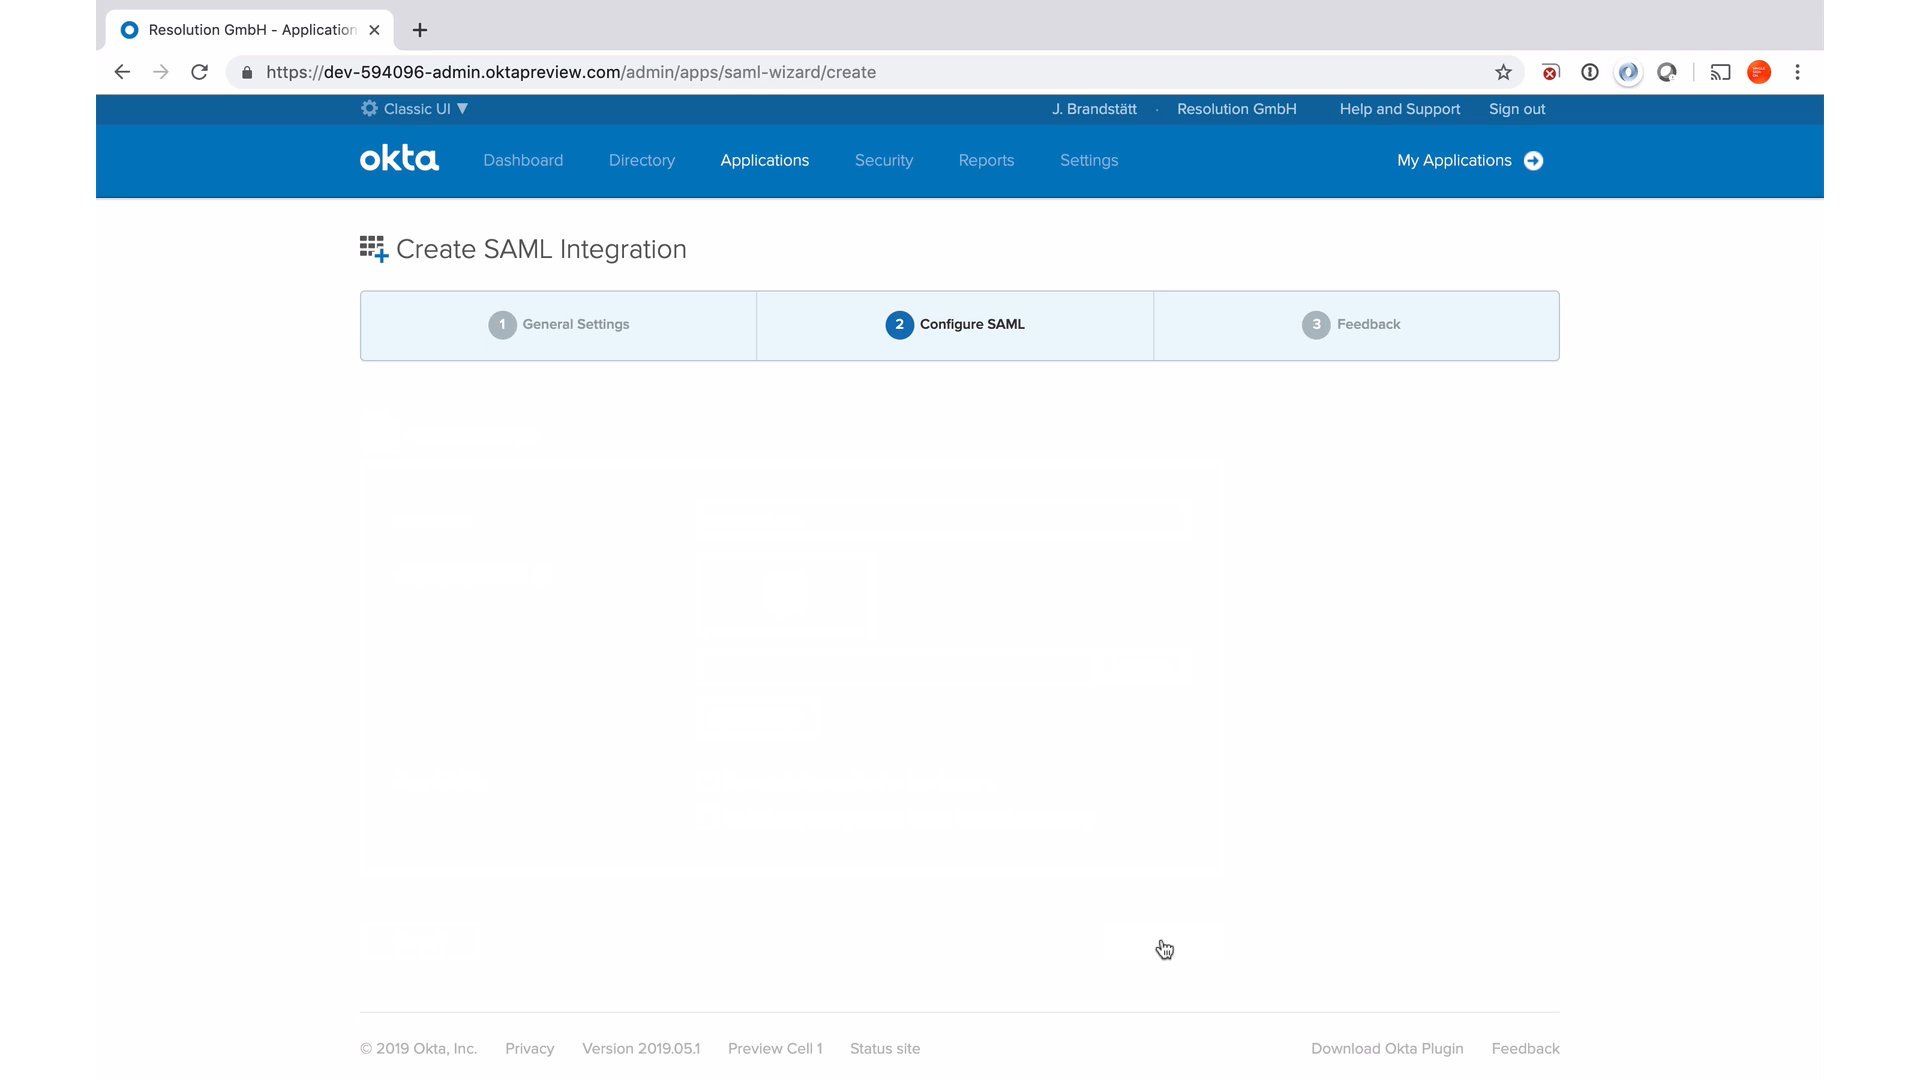 Resolution GmbH - Application
https://dev-594096-admin.oktapreview.com/admin/apps/saml-wizard/create
Classic UI ▼ J. Brandstätt · Resolution GmbH Help and Support Sign out
okta Dashboard Directory Applications Security Reports Settings My Applications
Create SAML Integration
1 General Settings 2 Configure SAML 3 Feedback
© 2019 Okta, Inc. Privacy Version 2019.05.1 Preview Cell 1 Status site Download Okta Plugin Feedback